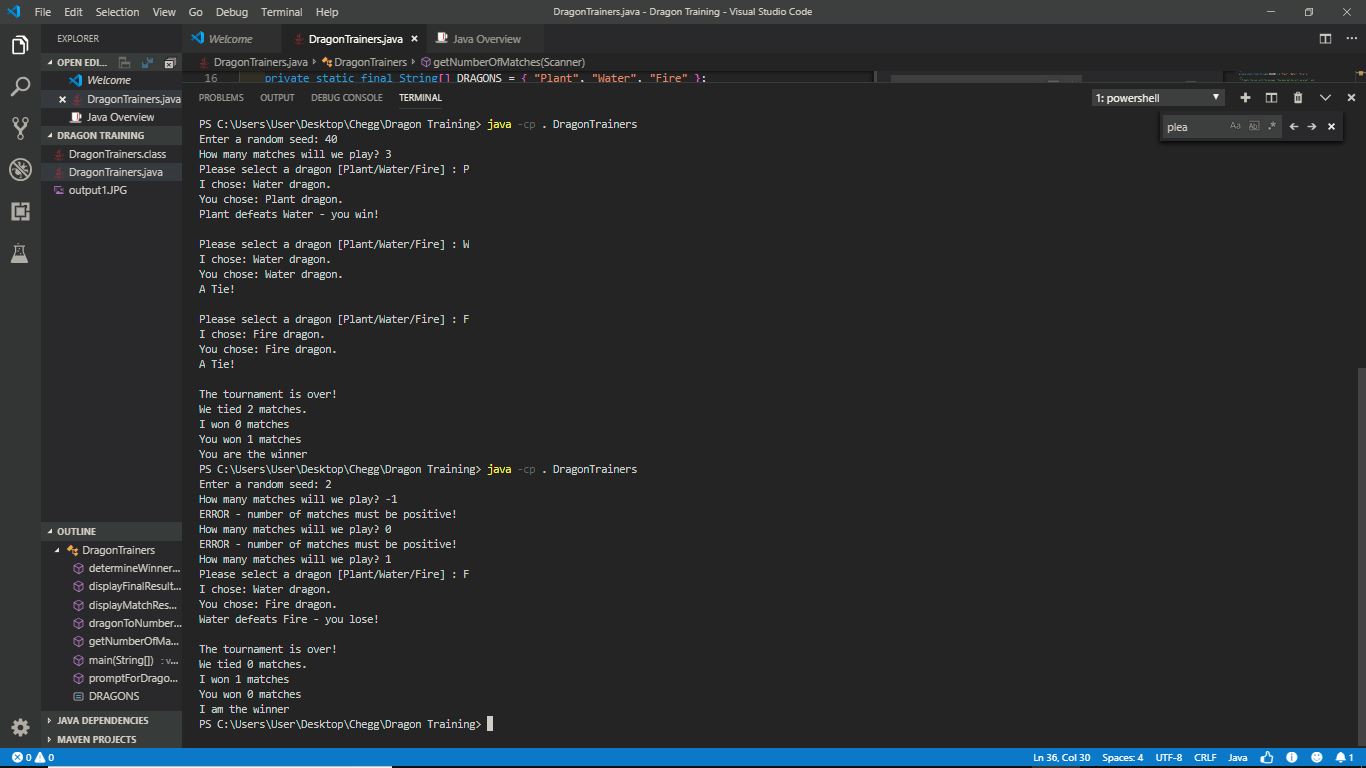 File Edit Selection View Go Debug Terminal Help
DragonTrainers.java - Dragon Training - Visual Studio Code
EXPLORER
OPEN EDI...
Welcome
DragonTrainers.java
Java Overview
DRAGON TRAINING
DragonTrainers.class
DragonTrainers.java
output1.JPG
OUTLINE
DragonTrainers
determineWinner...
displayFinalResult...
displayMatchRes...
dragonToNumber...
getNumberOfMa...
main(String[]) : v...
promptForDrago...
DRAGONS
JAVA DEPENDENCIES
MAVEN PROJECTS
Welcome DragonTrainers.java Java Overview
DragonTrainers.java DragonTrainers getNumberOfMatches(Scanner)
16 private static final String[] DRAGONS = { "Plant", "Water", "Fire" };
PROBLEMS OUTPUT DEBUG CONSOLE TERMINAL
1: powershell
plea
Aa Ab| .*
PS C:\Users\User\Desktop\Chegg\Dragon Training> java -cp . DragonTrainers
Enter a random seed: 40
How many matches will we play? 3
Please select a dragon [Plant/Water/Fire] : P
I chose: Water dragon.
You chose: Plant dragon.
Plant defeats Water - you win!
Please select a dragon [Plant/Water/Fire] : W
I chose: Water dragon.
You chose: Water dragon.
A Tie!
Please select a dragon [Plant/Water/Fire] : F
I chose: Fire dragon.
You chose: Fire dragon.
A Tie!
The tournament is over!
We tied 2 matches.
I won 0 matches
You won 1 matches
You are the winner
PS C:\Users\User\Desktop\Chegg\Dragon Training> java -cp . DragonTrainers
Enter a random seed: 2
How many matches will we play? -1
ERROR - number of matches must be positive!
How many matches will we play? 0
ERROR - number of matches must be positive!
How many matches will we play? 1
Please select a dragon [Plant/Water/Fire] : F
I chose: Water dragon.
You chose: Fire dragon.
Water defeats Fire - you lose!
The tournament is over!
We tied 0 matches.
I won 1 matches
You won 0 matches
I am the winner
PS C:\Users\User\Desktop\Chegg\Dragon Training>
0 0 Ln 36, Col 30 Spaces: 4 UTF-8 CRLF Java 1